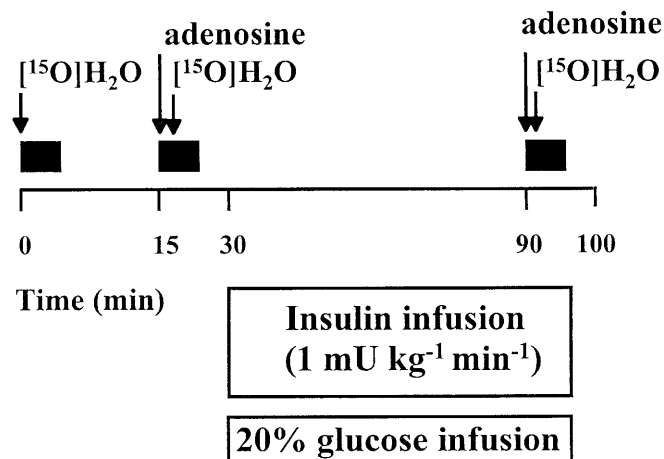 adenosine
[¹⁵O]H₂O
[¹⁵O]H₂O
adenosine
[¹⁵O]H₂O
0 15 30 90 100
Time (min)
Insulin infusion
(1 mU kg⁻¹ min⁻¹)
20% glucose infusion